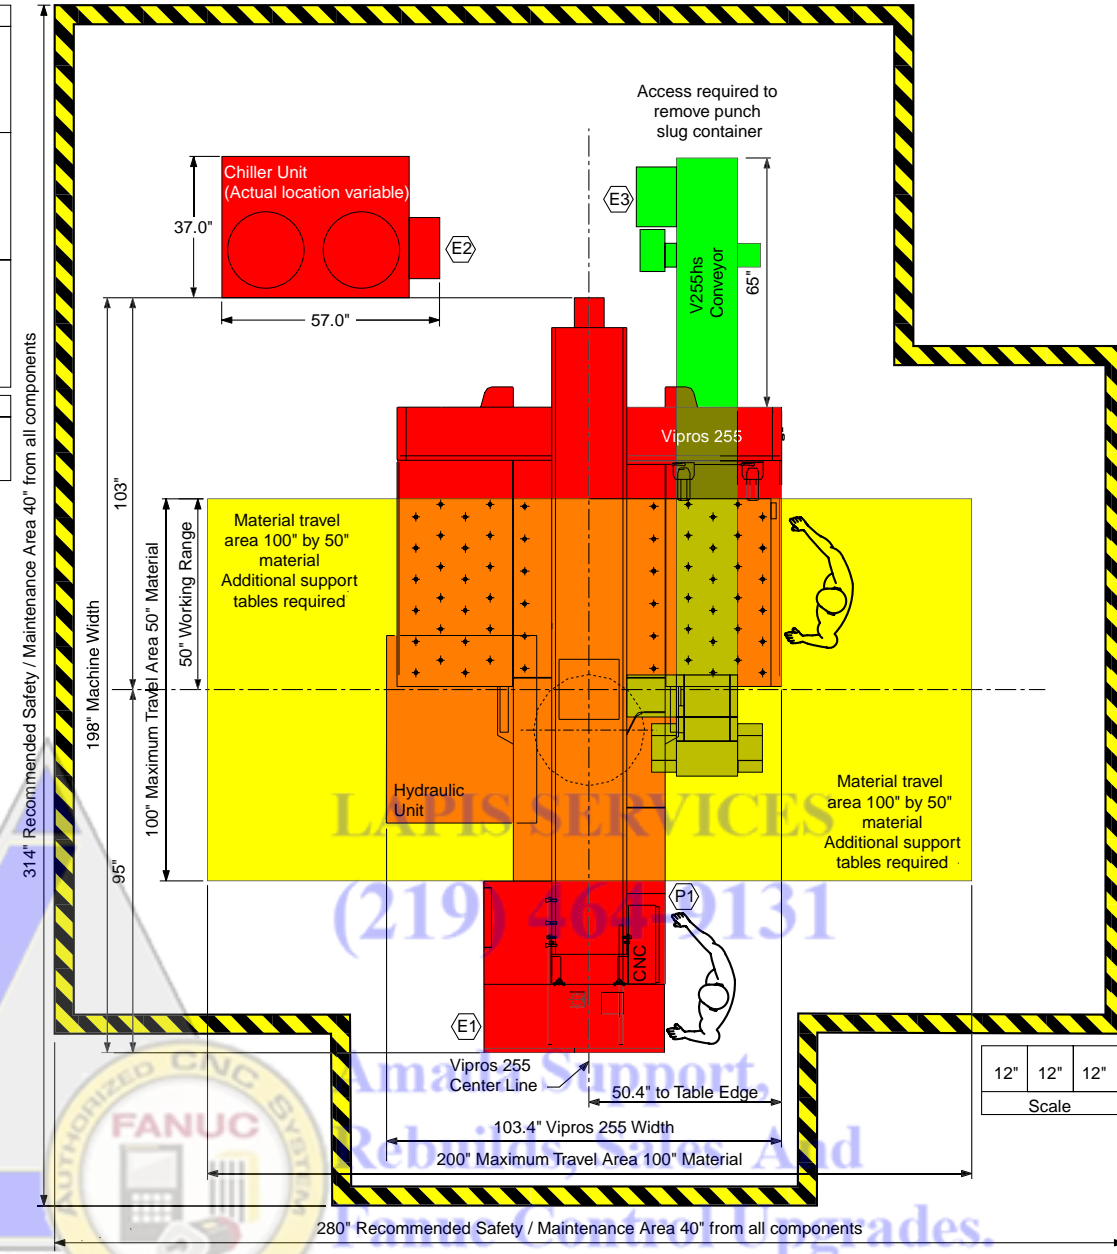 Access required to
remove punch
slug container
Chiller Unit
(Actual location variable)
37.0"
E2
57.0"
E3
V255hs
Conveyor
65"
Vipros 255
314" Recommended Safety / Maintenance Area 40" from all components
198" Machine Width
103"
95"
100" Maximum Travel Area 50" Material
50" Working Range
Material travel
area 100" by 50"
material
Additional support
tables required
Hydraulic
Unit
Material travel
area 100" by 50"
material
Additional support
tables required
LAPIS SERVICES
(219) 464-9131
P1
CNC
E1
Vipros 255
Center Line
Amada Support,
Rebuilds, Sales, And
Fanuc Control Upgrades.
50.4" to Table Edge
103.4" Vipros 255 Width
200" Maximum Travel Area 100" Material
280" Recommended Safety / Maintenance Area 40" from all components
12" 12" 12"
Scale
AUTHORIZED CNC SYSTEM
FANUC